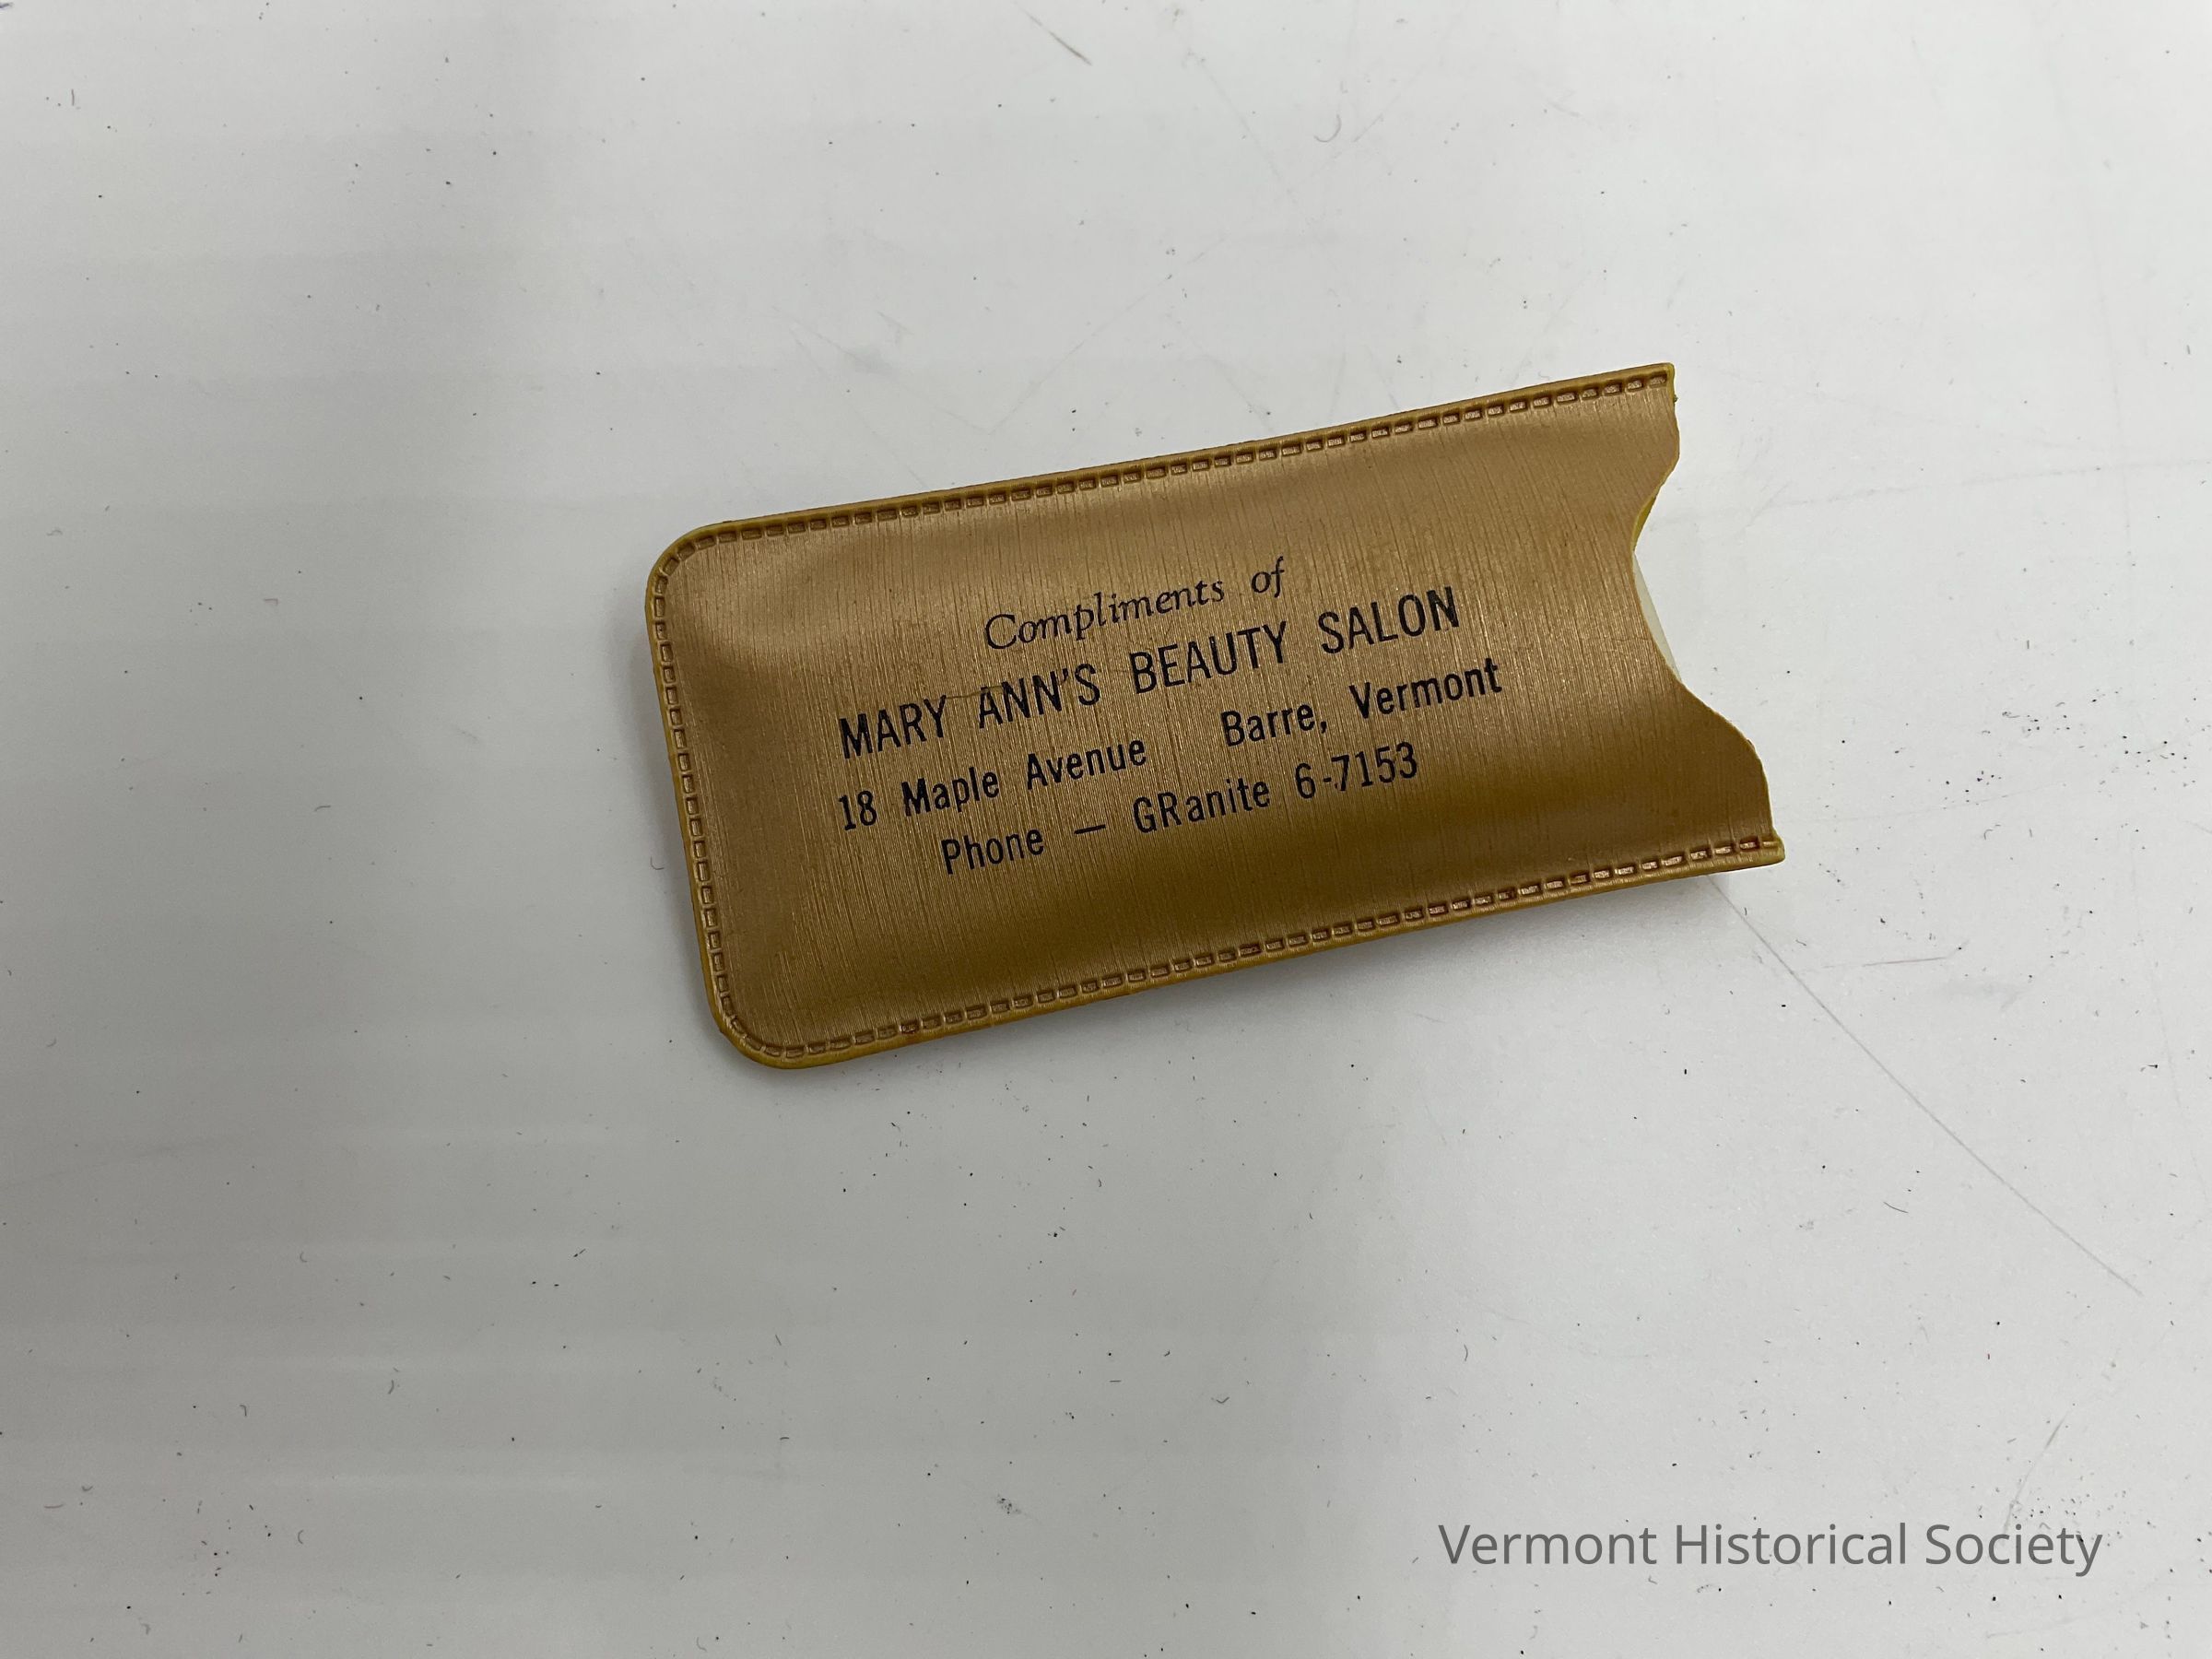 Compliments of
MARY ANN'S BEAUTY SALON
18 Maple Avenue Barre, Vermont
Phone — GRanite 6-7153
Vermont Historical Society